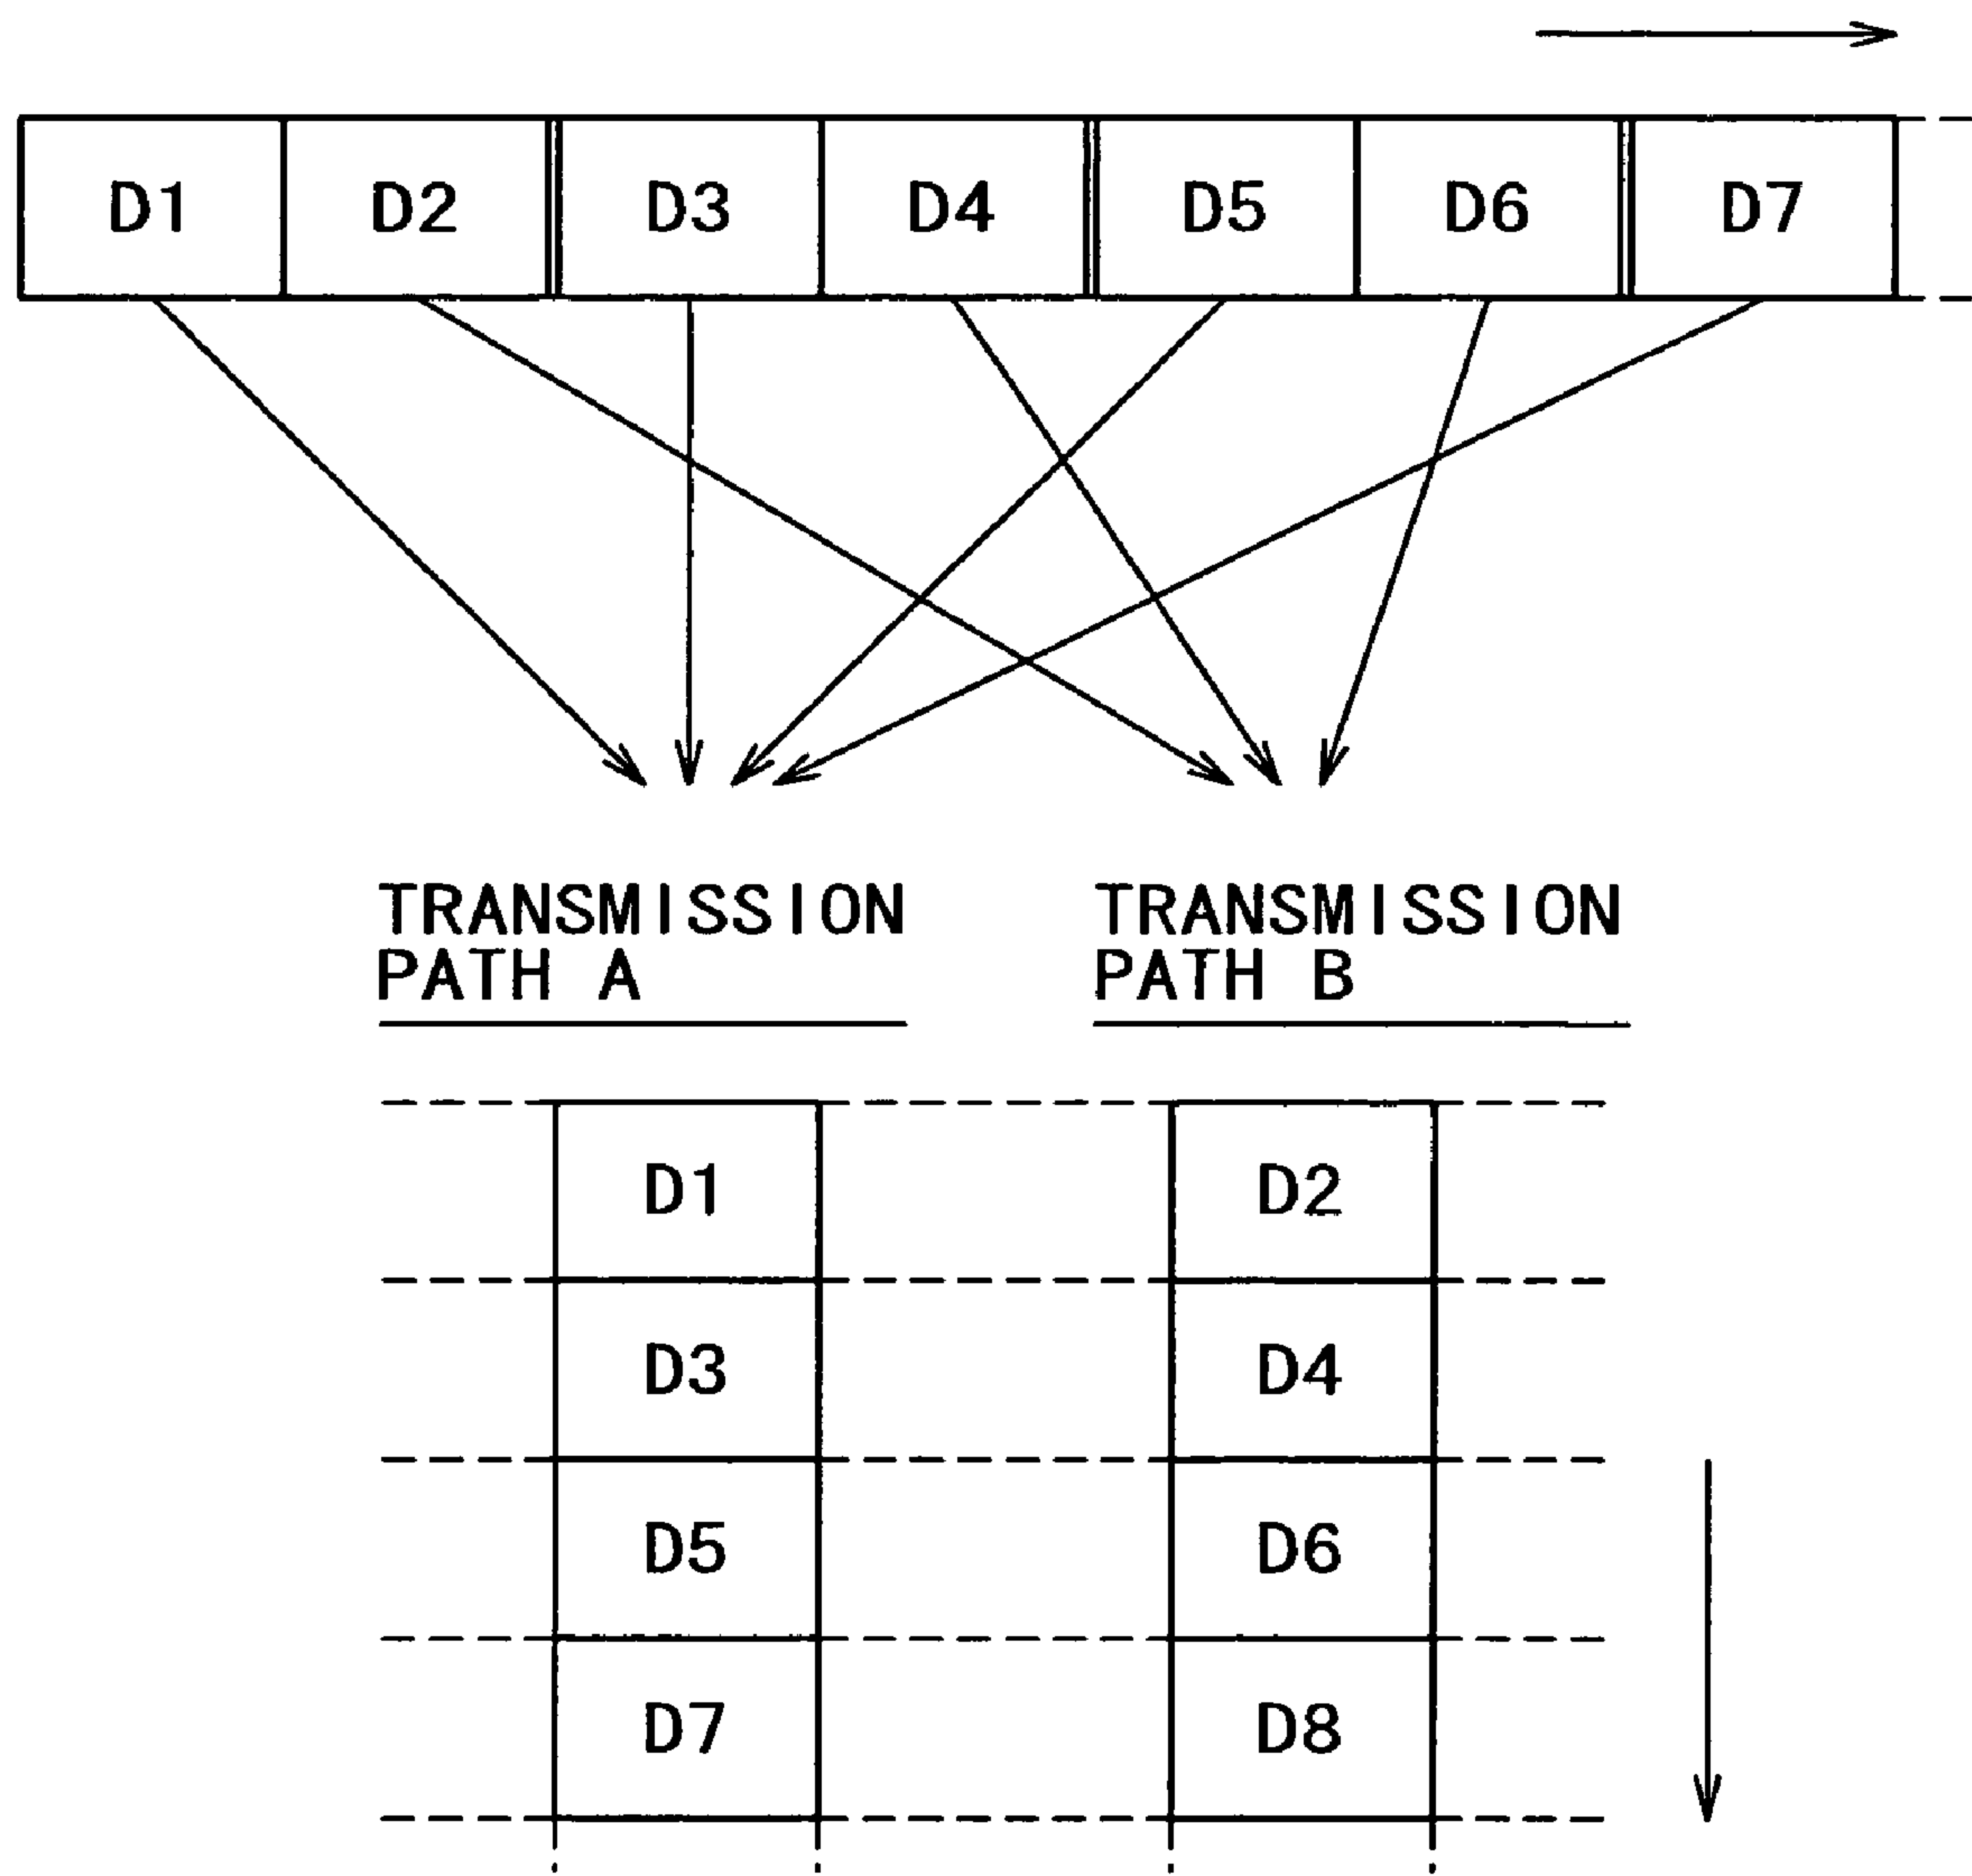 D1 D2 D3 D4 D5 D6 D7
TRANSMISSION TRANSMISSION
PATH A PATH B
D1 D2
D3 D4
D5 D6
D7 D8